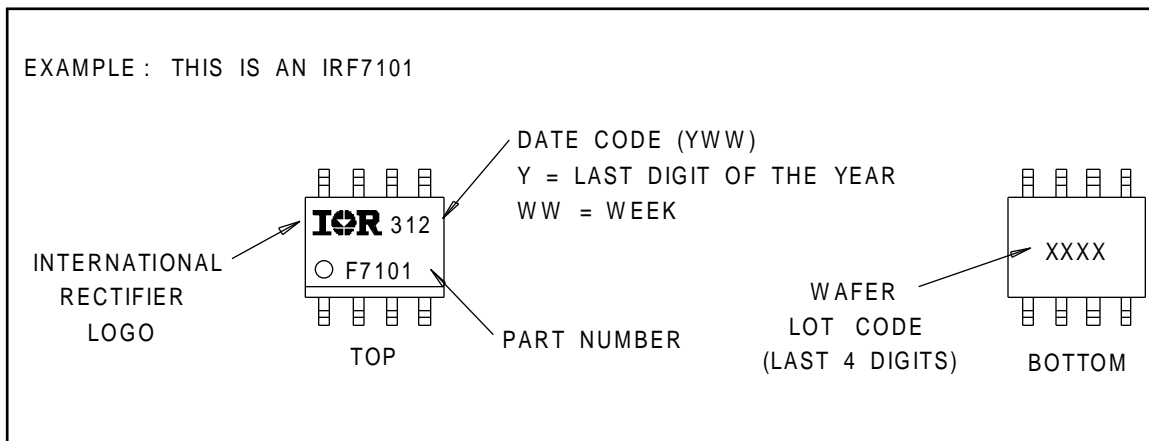 EXAMPLE : THIS IS AN IRF7101
DATE CODE (YWW)
Y = LAST DIGIT OF THE YEAR
WW = WEEK
IOR 312
F7101
INTERNATIONAL
RECTIFIER
LOGO
TOP
PART NUMBER
XXXX
WAFER
LOT CODE
(LAST 4 DIGITS)
BOTTOM